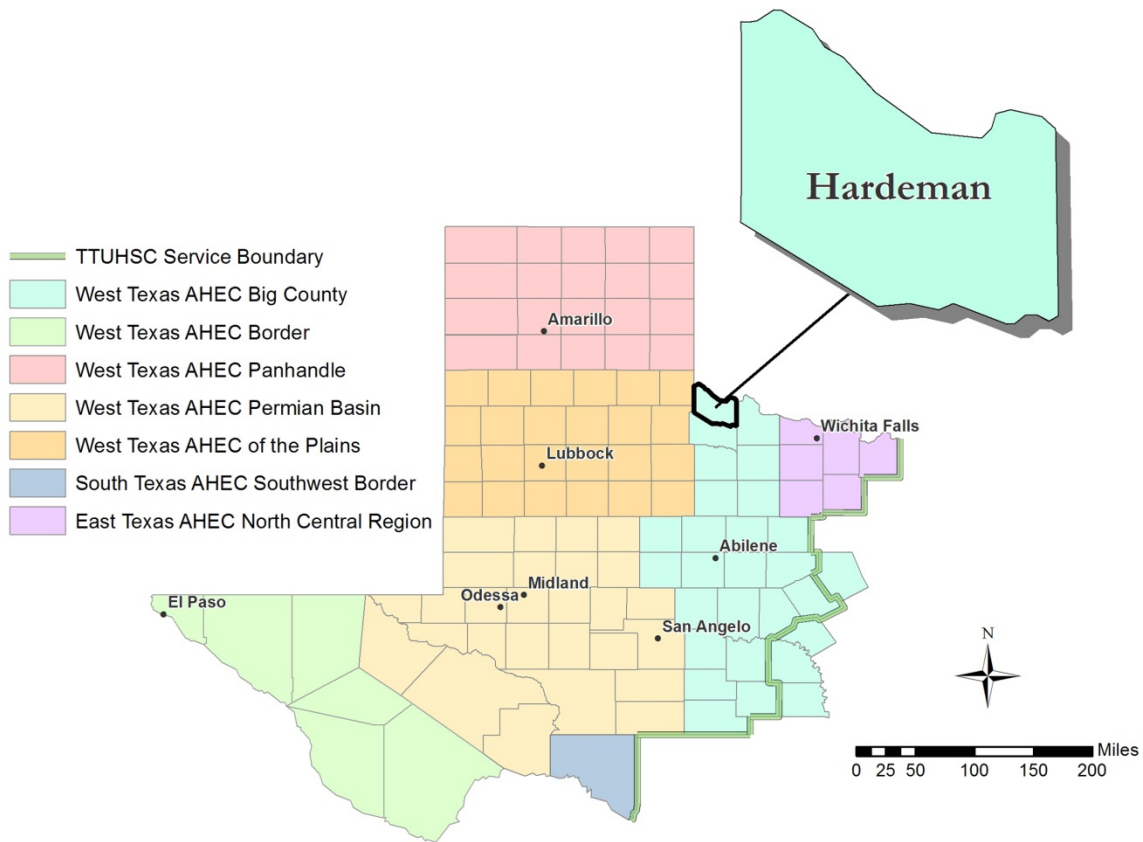 Hardeman
TTUHSC Service Boundary
West Texas AHEC Big County
West Texas AHEC Border
West Texas AHEC Panhandle
West Texas AHEC Permian Basin
West Texas AHEC of the Plains
South Texas AHEC Southwest Border
East Texas AHEC North Central Region
Amarillo
Wichita Falls
Lubbock
Abilene
Midland
Odessa
El Paso
San Angelo
N
Miles
0 25 50 100 150 200